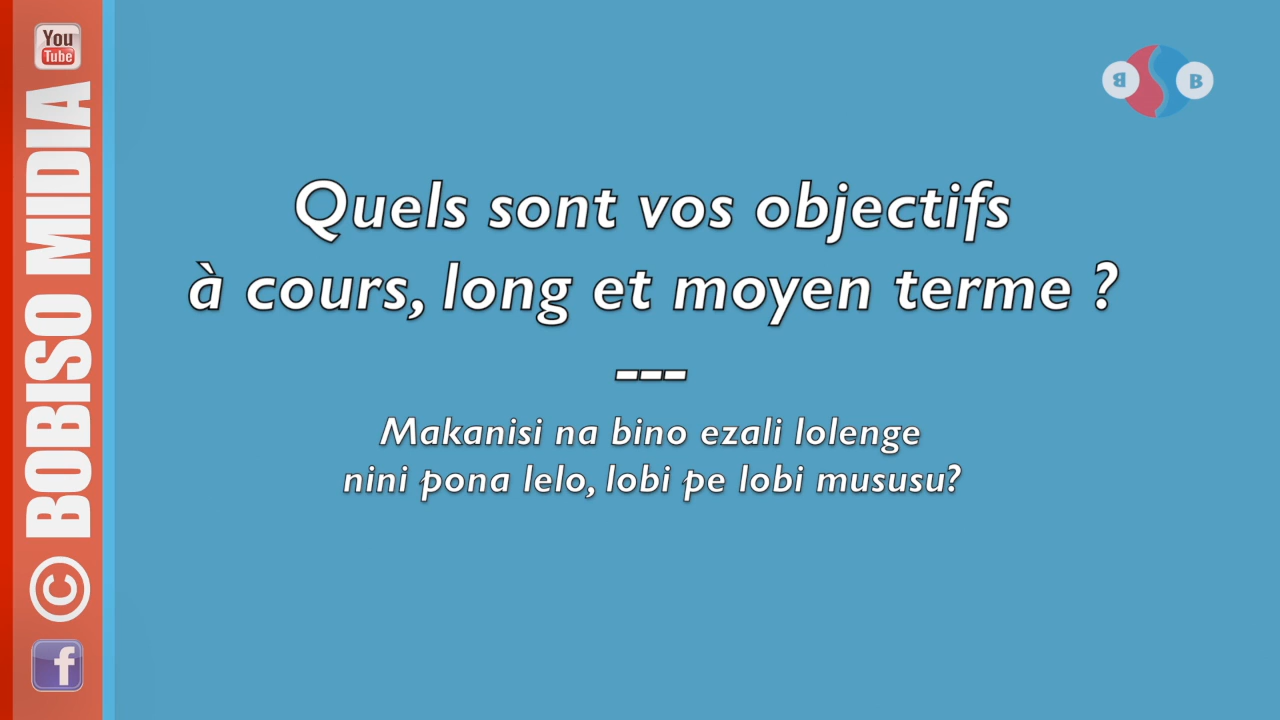 You
Tube
© BOBISO MIDIA
f
B B
Quels sont vos objectifs
à cours, long et moyen terme ?
---
Makanisi na bino ezali lolenge
nini pona lelo, lobi pe lobi mususu?